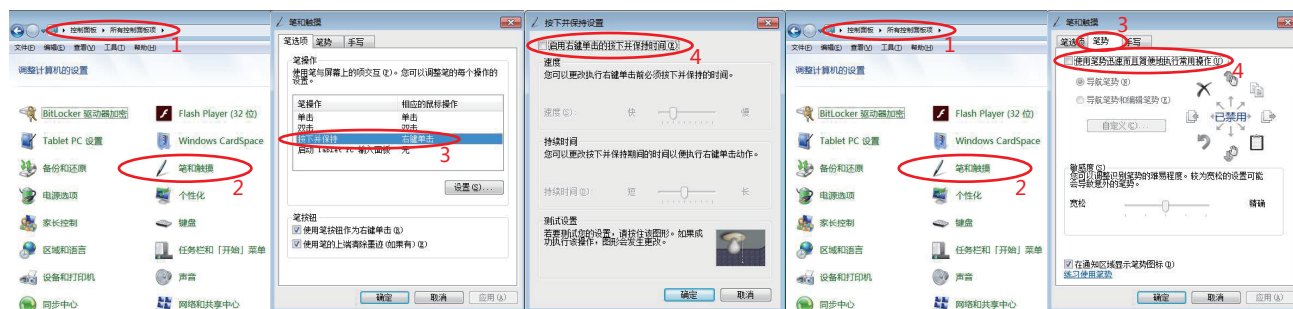 ▸ 控制面板 ▸ 所有控制面板项 ▸
1
文件(F) 编辑(E) 查看(V) 工具(T) 帮助(H)
调整计算机的设置
BitLocker 驱动器加密
Flash Player (32 位)
Tablet PC 设置
Windows CardSpace
备份和还原
笔和触摸
2
电源选项
个性化
家长控制
键盘
区域和语言
任务栏和「开始」菜单
设备和打印机
声音
同步中心
网络和共享中心
笔和触摸
笔选项 笔势 手写
笔操作
使用笔与屏幕上的项交互(P)。您可以调整笔的每个操作的
设置。
笔操作 相应的鼠标操作
单击 单击
双击 双击
按下并保持 右键单击
3
启动 Tablet PC 输入面板 无
设置(S)...
笔按钮
使用笔按钮作为右键单击(B)
使用笔的上端清除墨迹(如果有)(E)
确定 取消 应用(A)
按下并保持设置
启用右键单击的按下并保持时间(E)
4
速度
您可以更改执行右键单击前必须按下并保持的时间。
速度(S): 快 慢
持续时间
您可以更改按下并保持期间的时间以便执行右键单击动作。
持续时间(D): 短 长
测试设置
若要测试您的设置，请按住该图形。如果成
功执行该操作，图形会发生更改。
确定 取消
▸ 控制面板 ▸ 所有控制面板项 ▸
1
文件(F) 编辑(E) 查看(V) 工具(T) 帮助(H)
调整计算机的设置
BitLocker 驱动器加密
Flash Player (32 位)
Tablet PC 设置
Windows CardSpace
备份和还原
笔和触摸
2
电源选项
个性化
家长控制
键盘
区域和语言
任务栏和「开始」菜单
设备和打印机
声音
同步中心
网络和共享中心
笔和触摸
3
笔选项 笔势 手写
使用笔势迅速而且简便地执行常用操作(U)
4
导航笔势(N)
导航笔势和编辑笔势(I)
自定义(C)...
已禁用
敏感度(S)
您可以调整识别笔势的难易程度。较为宽松的设置可能
会导致意外的笔势。
宽松 精确
在通知区域显示笔势图标(D)
练习使用笔势
确定 取消 应用(A)